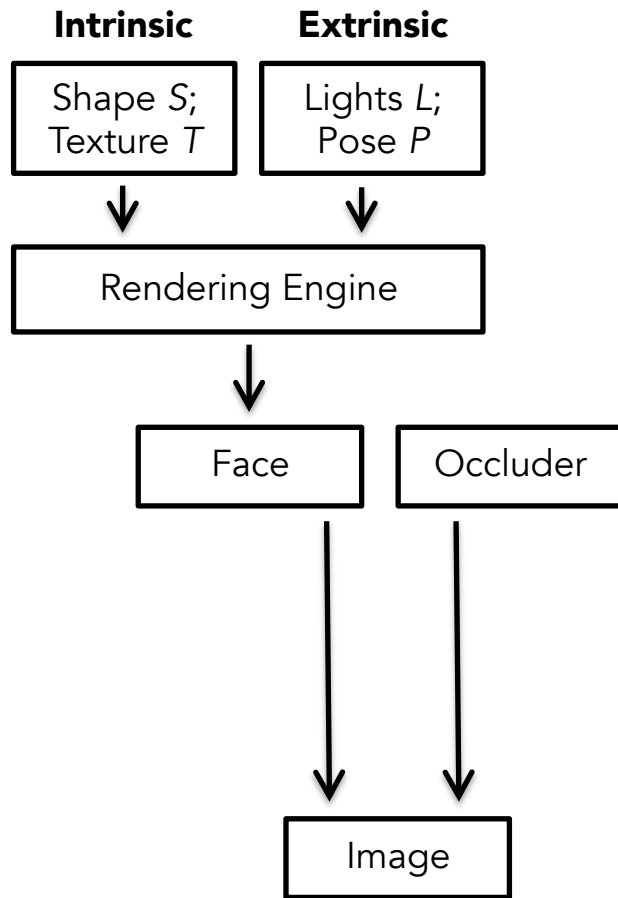 Intrinsic
Extrinsic
Shape S;
Texture T
Lights L;
Pose P
Rendering Engine
Face
Occluder
Image